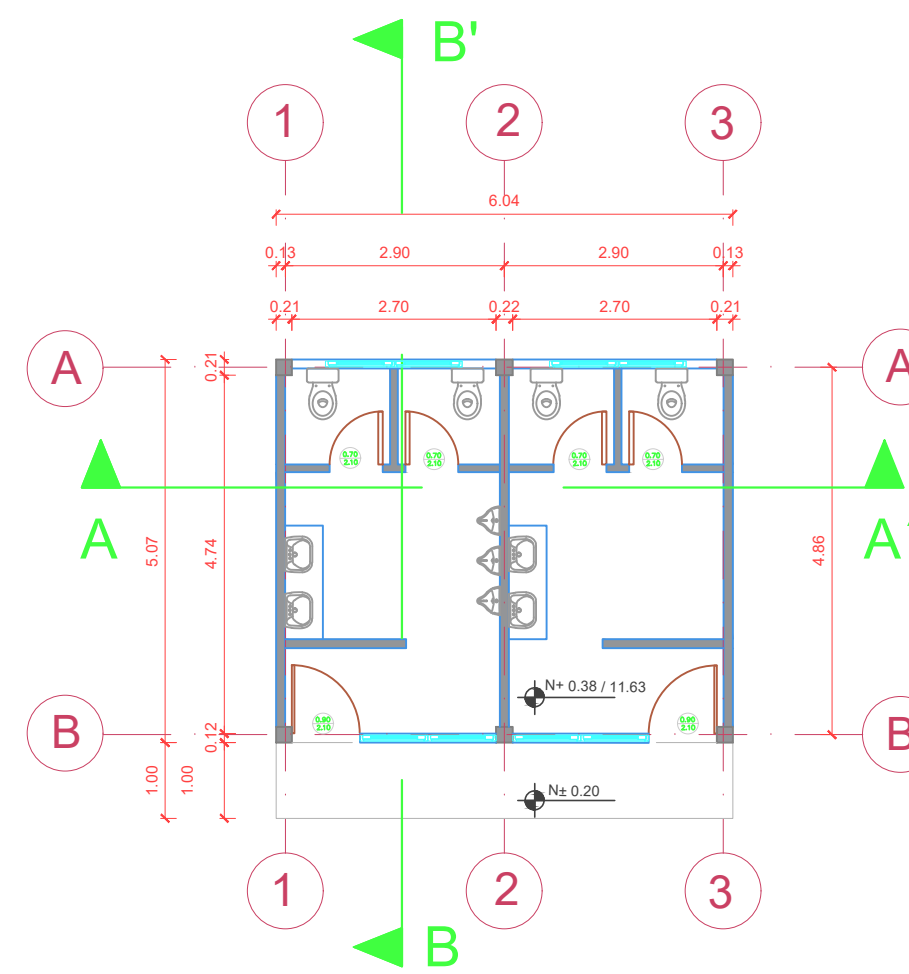 B'
1 2 3
6.04
0.13 2.90 2.90 0.13
0.21 2.70 0.22 2.70 0.21
A 0.21 A
0.70 0.70 0.70 0.70
2.10 2.10 2.10 2.10
A A'
5.07 4.74 4.86
N+ 0.38 / 11.63
0.90 0.90
2.10 2.10
B 0.12 B
1.00 1.00
N± 0.20
1 2 3
B